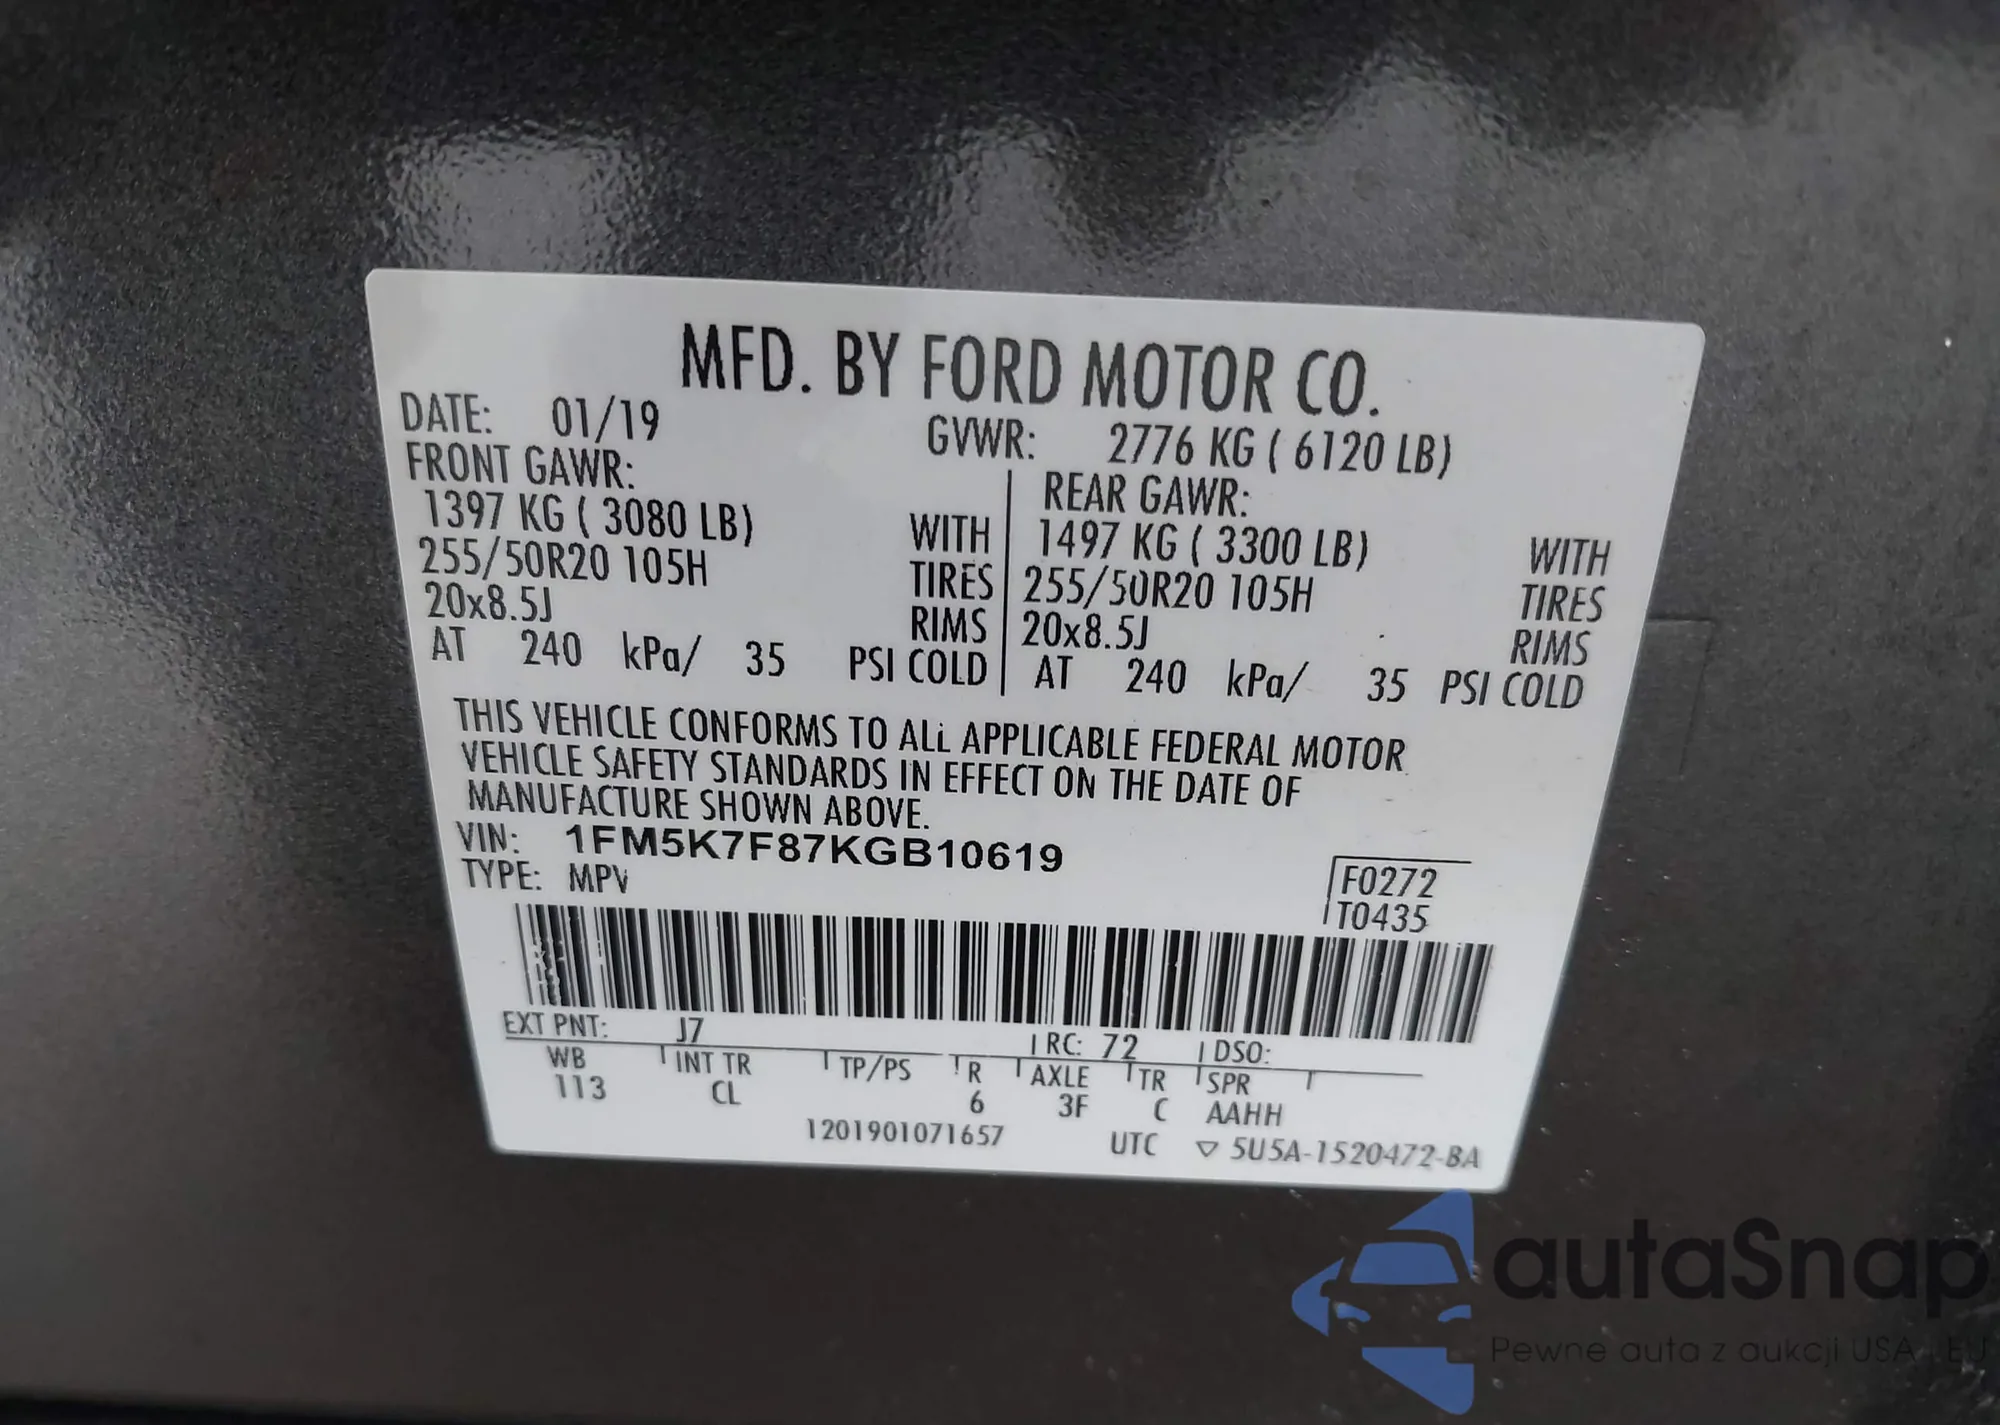 MFD. BY FORD MOTOR CO.
DATE: 01/19
GVWR: 2776 KG ( 6120 LB)
FRONT GAWR:
1397 KG ( 3080 LB) WITH
255/50R20 105H TIRES
20x8.5J RIMS
AT 240 kPa/ 35 PSI COLD
REAR GAWR:
1497 KG ( 3300 LB) WITH
255/50R20 105H TIRES
20x8.5J RIMS
AT 240 kPa/ 35 PSI COLD
THIS VEHICLE CONFORMS TO ALL APPLICABLE FEDERAL MOTOR
VEHICLE SAFETY STANDARDS IN EFFECT ON THE DATE OF
MANUFACTURE SHOWN ABOVE.
VIN: 1FM5K7F87KGB10619
TYPE: MPV
F0272
T0435
EXT PNT: J7 RC: 72 DSO:
WB INT TR TP/PS R AXLE TR SPR
113 CL 6 3F C AAHH
1201901071657 UTC ▽ 5U5A-1520472-BA
autaSnap
Pewne auta z aukcji USA i EU